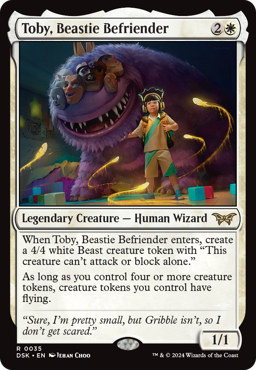 Toby, Beastie Befriender 2
Legendary Creature — Human Wizard
When Toby, Beastie Befriender enters, create
a 4/4 white Beast creature token with “This
creature can’t attack or block alone.”
As long as you control four or more creature
tokens, creature tokens you control have
flying.
“Sure, I’m pretty small, but Gribble isn’t, so I
don’t get scared.”
1/1
R 0035
DSK • EN Jehan Choo
™ & © 2024 Wizards of the Coast